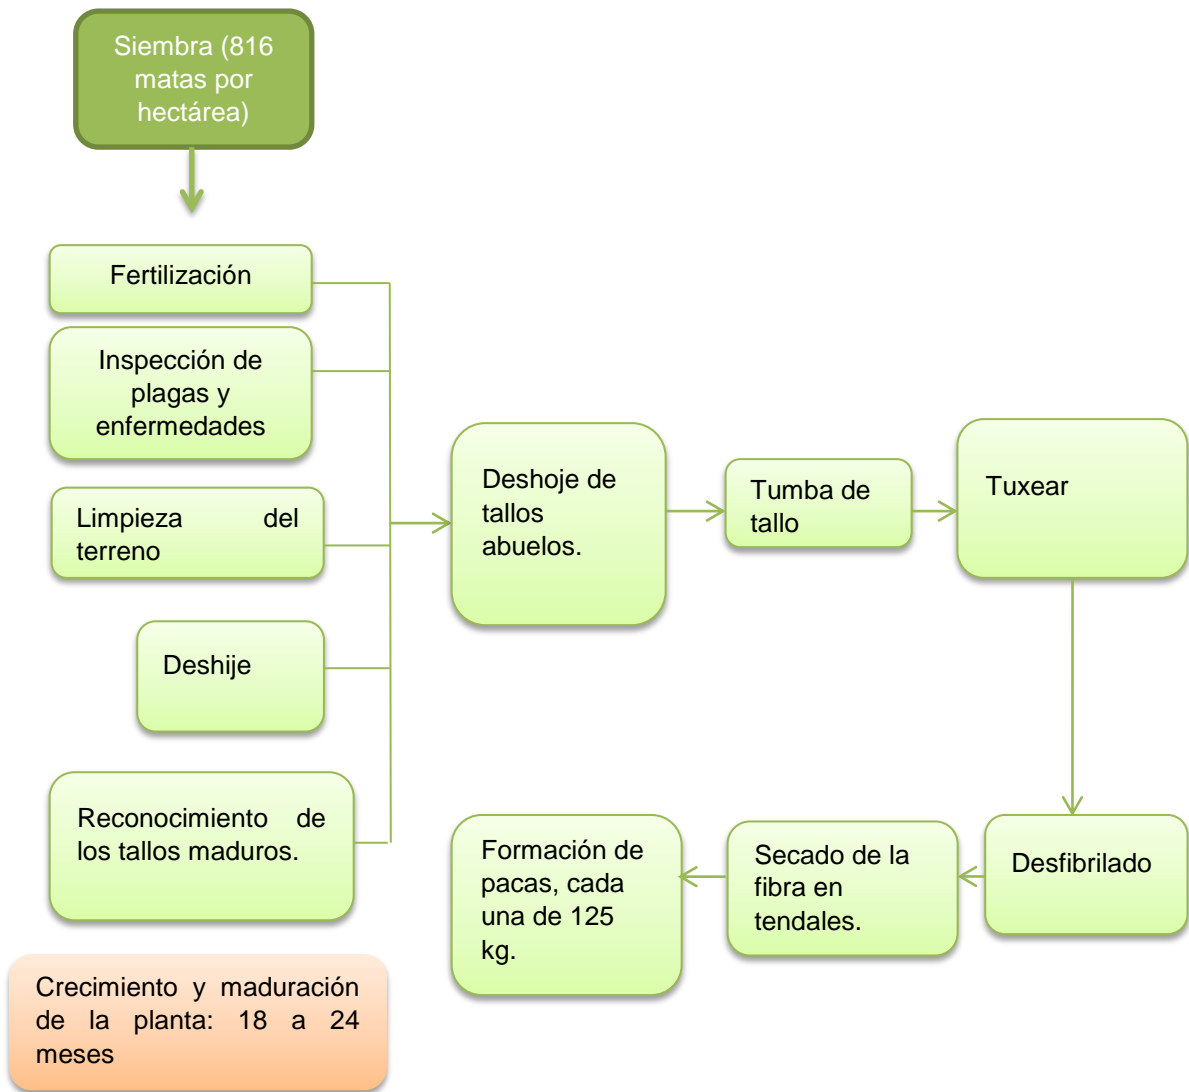 Siembra (816
matas por
hectárea)
Fertilización
Inspección de
plagas y
enfermedades
Limpieza del
terreno
Deshije
Reconocimiento de
los tallos maduros.
Crecimiento y maduración
de la planta: 18 a 24
meses
Deshoje de
tallos
abuelos.
Tumba de
tallo
Tuxear
Desfibrilado
Secado de la
fibra en
tendales.
Formación de
pacas, cada
una de 125
kg.